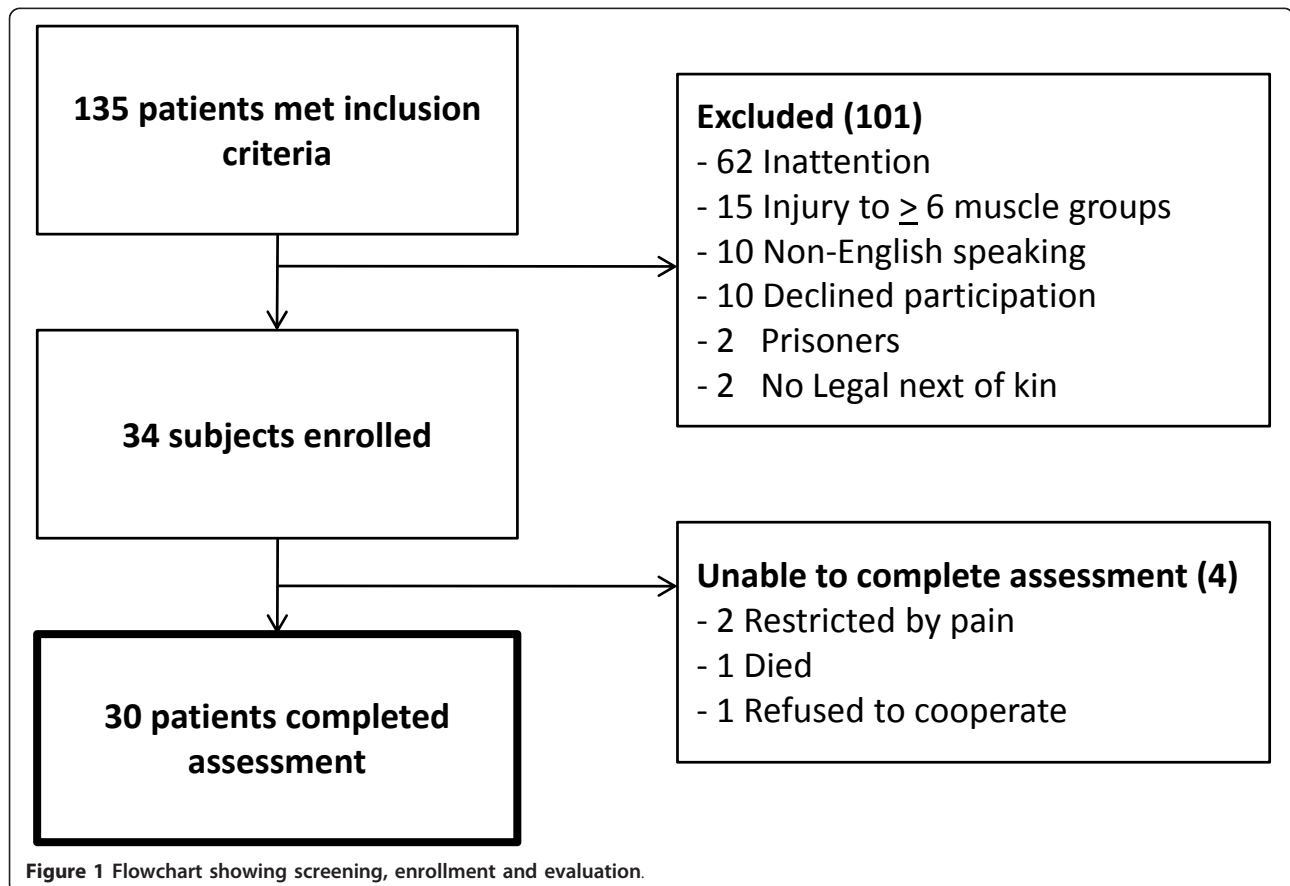 135 patients met inclusion
criteria
Excluded (101)
- 62 Inattention
- 15 Injury to ≥ 6 muscle groups
- 10 Non-English speaking
- 10 Declined participation
- 2 Prisoners
- 2 No Legal next of kin
34 subjects enrolled
Unable to complete assessment (4)
- 2 Restricted by pain
- 1 Died
- 1 Refused to cooperate
30 patients completed
assessment
Figure 1 Flowchart showing screening, enrollment and evaluation.